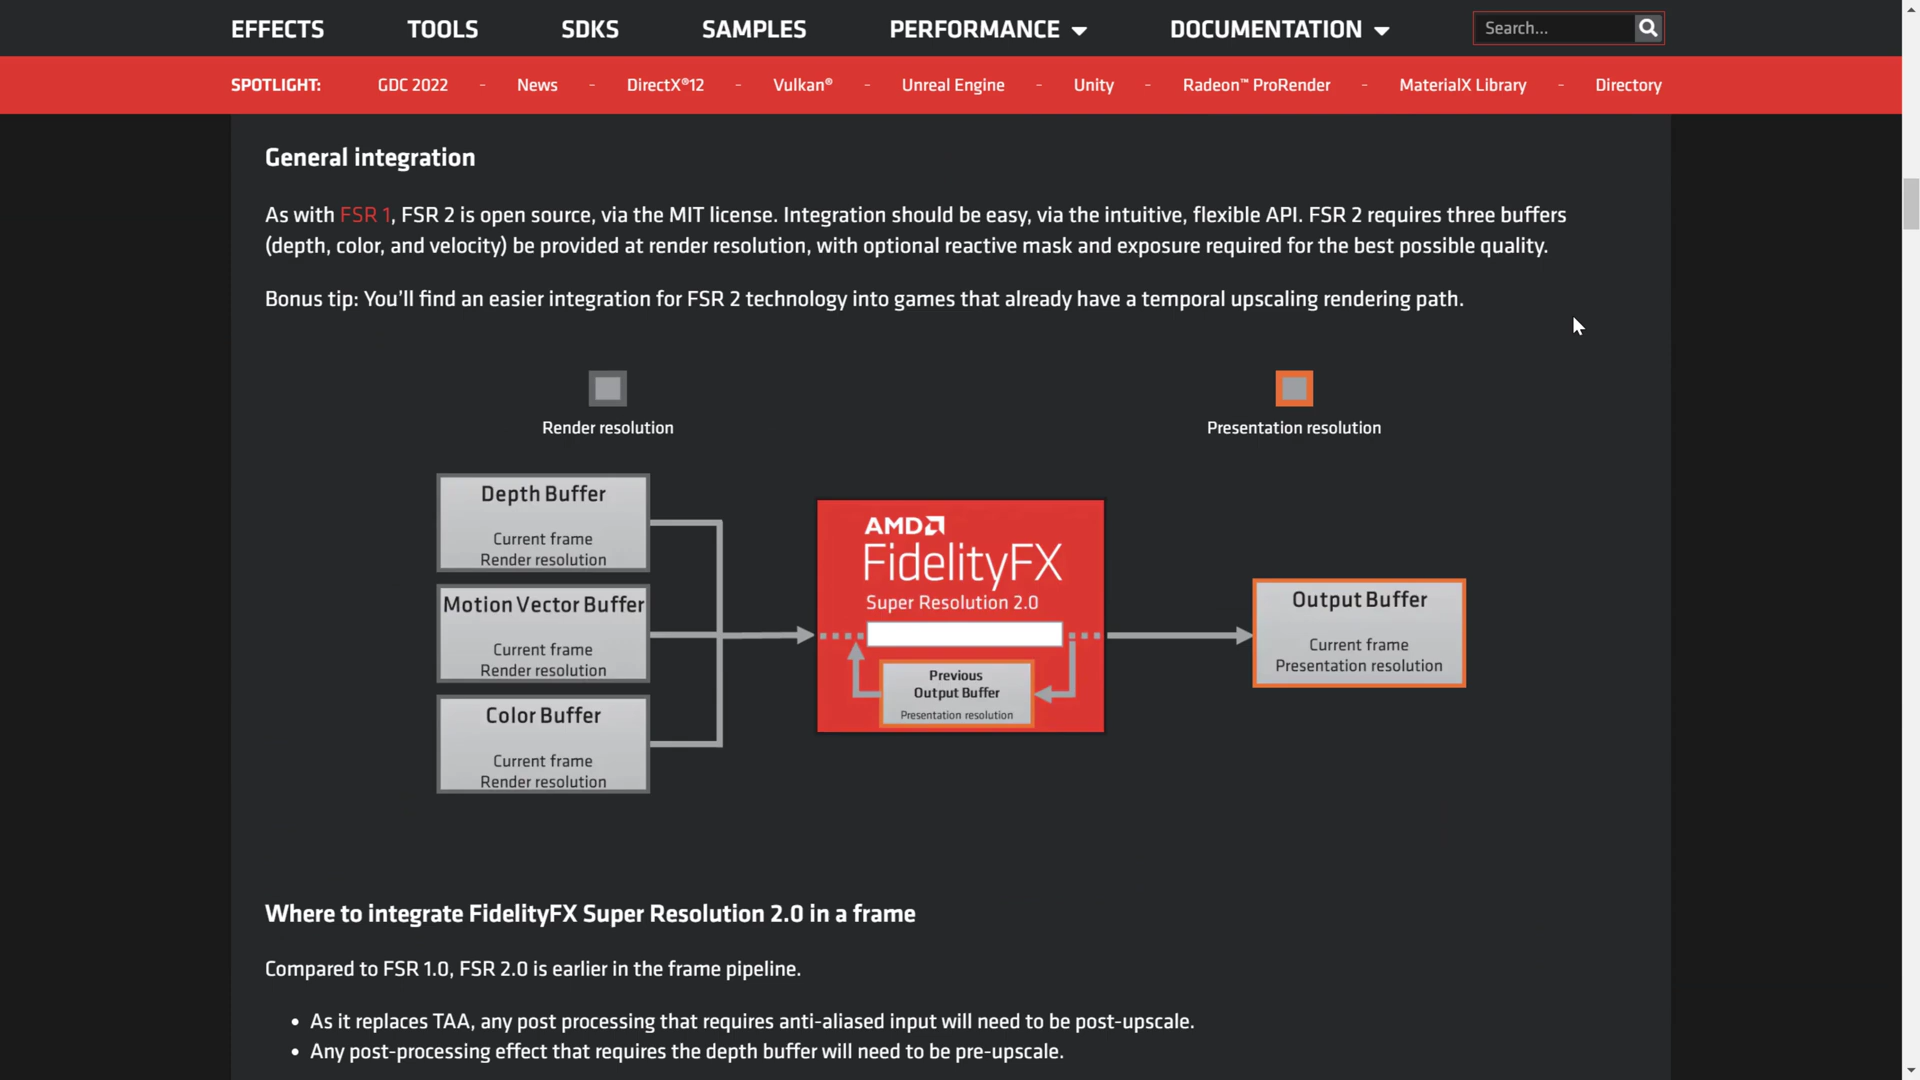 EFFECTS TOOLS SDKS SAMPLES PERFORMANCE DOCUMENTATION Search...
SPOTLIGHT: GDC 2022 - News - DirectX®12 - Vulkan® - Unreal Engine - Unity - Radeon™ ProRender - MaterialX Library - Directory
General integration
As with FSR 1, FSR 2 is open source, via the MIT license. Integration should be easy, via the intuitive, flexible API. FSR 2 requires three buffers
(depth, color, and velocity) be provided at render resolution, with optional reactive mask and exposure required for the best possible quality.
Bonus tip: You'll find an easier integration for FSR 2 technology into games that already have a temporal upscaling rendering path.
Render resolution
Presentation resolution
Depth Buffer
Current frame
Render resolution
Motion Vector Buffer
Current frame
Render resolution
Color Buffer
Current frame
Render resolution
AMD
FidelityFX
Super Resolution 2.0
Previous
Output Buffer
Presentation resolution
Output Buffer
Current frame
Presentation resolution
Where to integrate FidelityFX Super Resolution 2.0 in a frame
Compared to FSR 1.0, FSR 2.0 is earlier in the frame pipeline.
• As it replaces TAA, any post processing that requires anti-aliased input will need to be post-upscale.
• Any post-processing effect that requires the depth buffer will need to be pre-upscale.